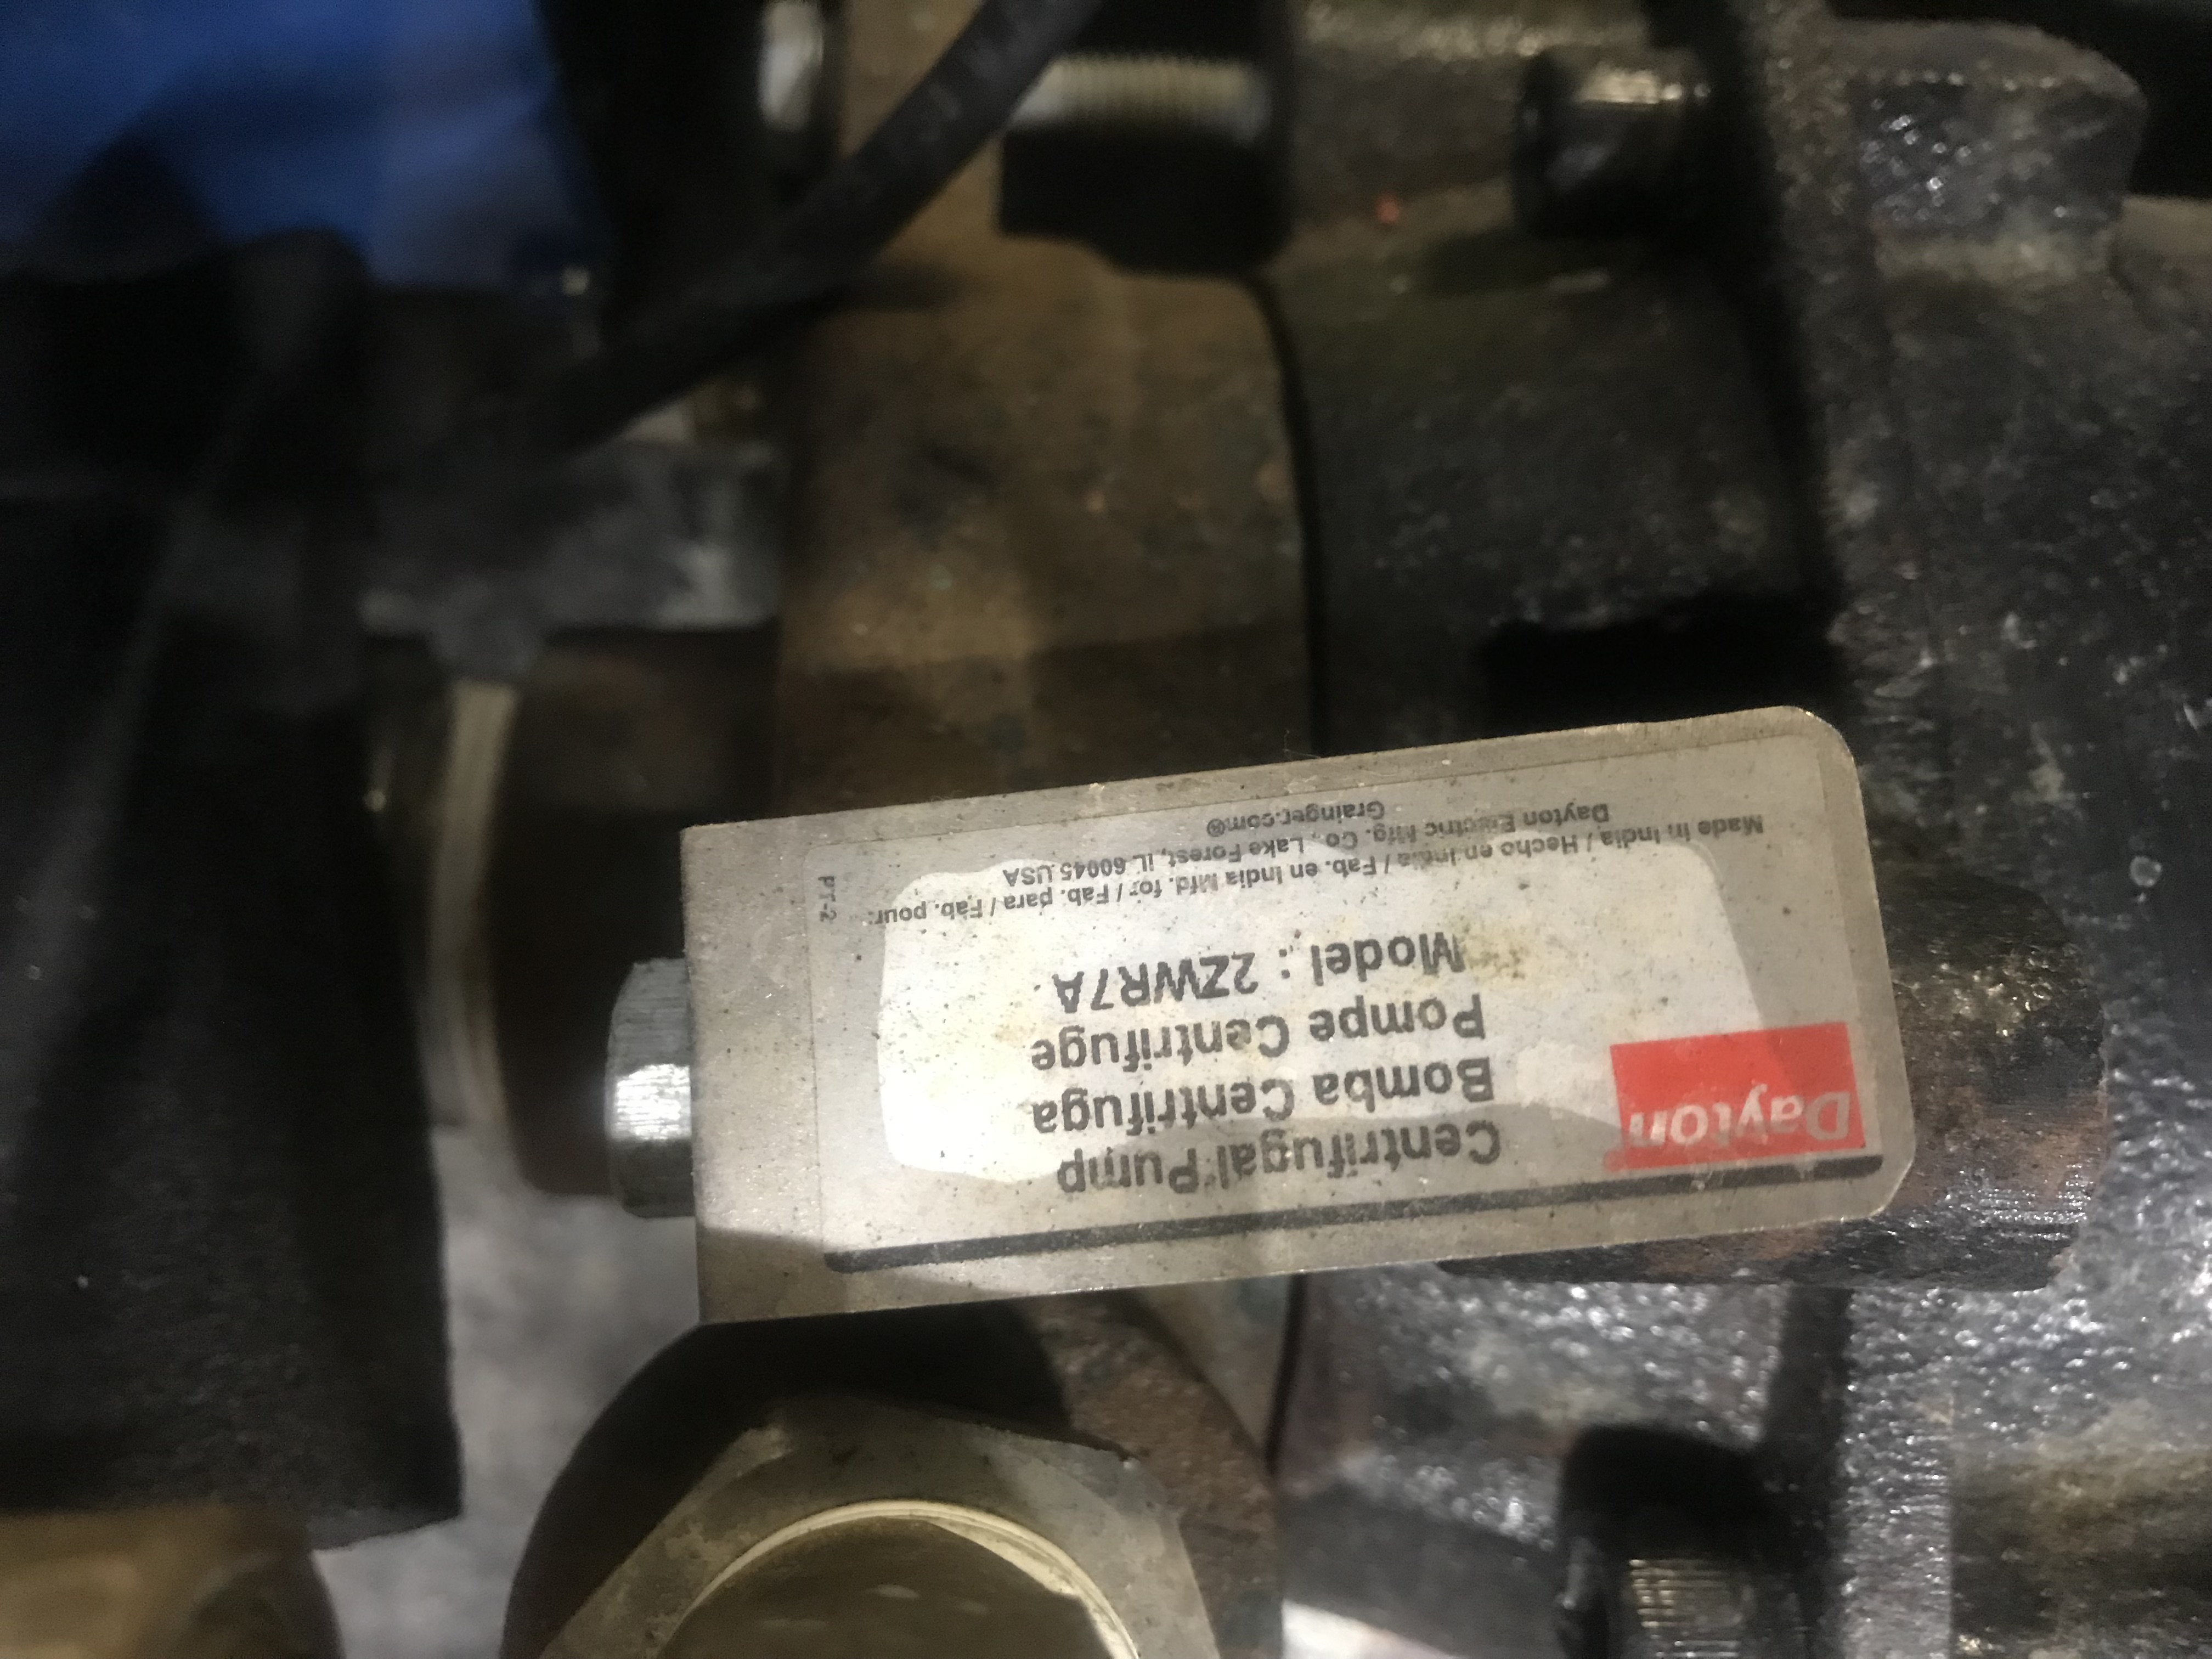 Dayton
Centrifugal Pump
Bomba Centrifuga
Pompe Centrifuge
Model : 2ZWR7A
Made in India / Hecho en India / Fab. en India Mfd. for / Fab. para / Fab. pour:
Dayton Electric Mfg. Co., Lake Forest, IL 60045 USA
Grainger.com®
PT-2